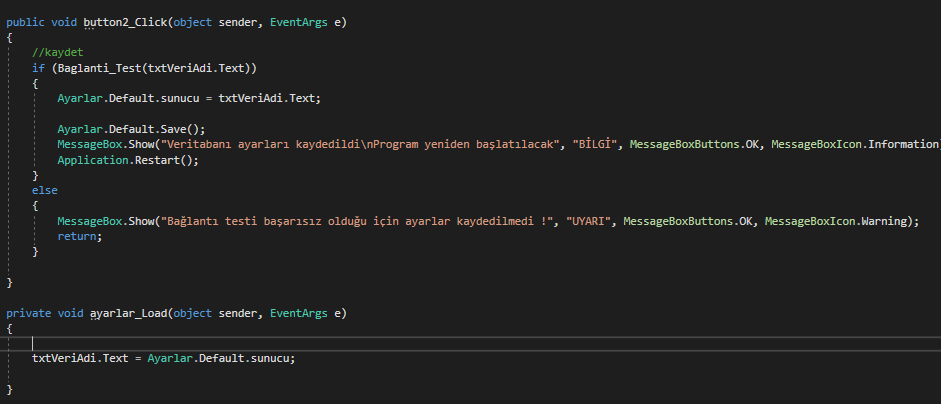 public void button2_Click(object sender, EventArgs e)
{
//kaydet
if (Baglanti_Test(txtVeriAdi.Text))
{
Ayarlar.Default.sunucu = txtVeriAdi.Text;
Ayarlar.Default.Save();
MessageBox.Show("Veritabanı ayarları kaydedildi\nProgram yeniden başlatılacak", "BİLGİ", MessageBoxButtons.OK, MessageBoxIcon.Information
Application.Restart();
}
else
{
MessageBox.Show("Bağlantı testi başarısız olduğu için ayarlar kaydedilmedi !", "UYARI", MessageBoxButtons.OK, MessageBoxIcon.Warning);
return;
}
}
private void ayarlar_Load(object sender, EventArgs e)
{
txtVeriAdi.Text = Ayarlar.Default.sunucu;
}